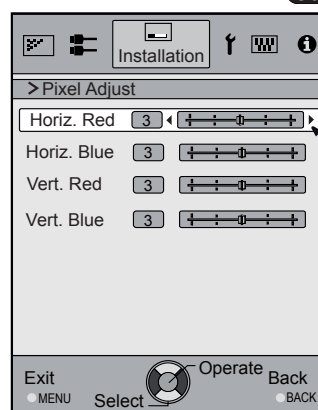 Installation
>Pixel Adjust
Horiz. Red 3
Horiz. Blue 3
Vert. Red 3
Vert. Blue 3
Exit
MENU
Select
Operate
Back
BACK